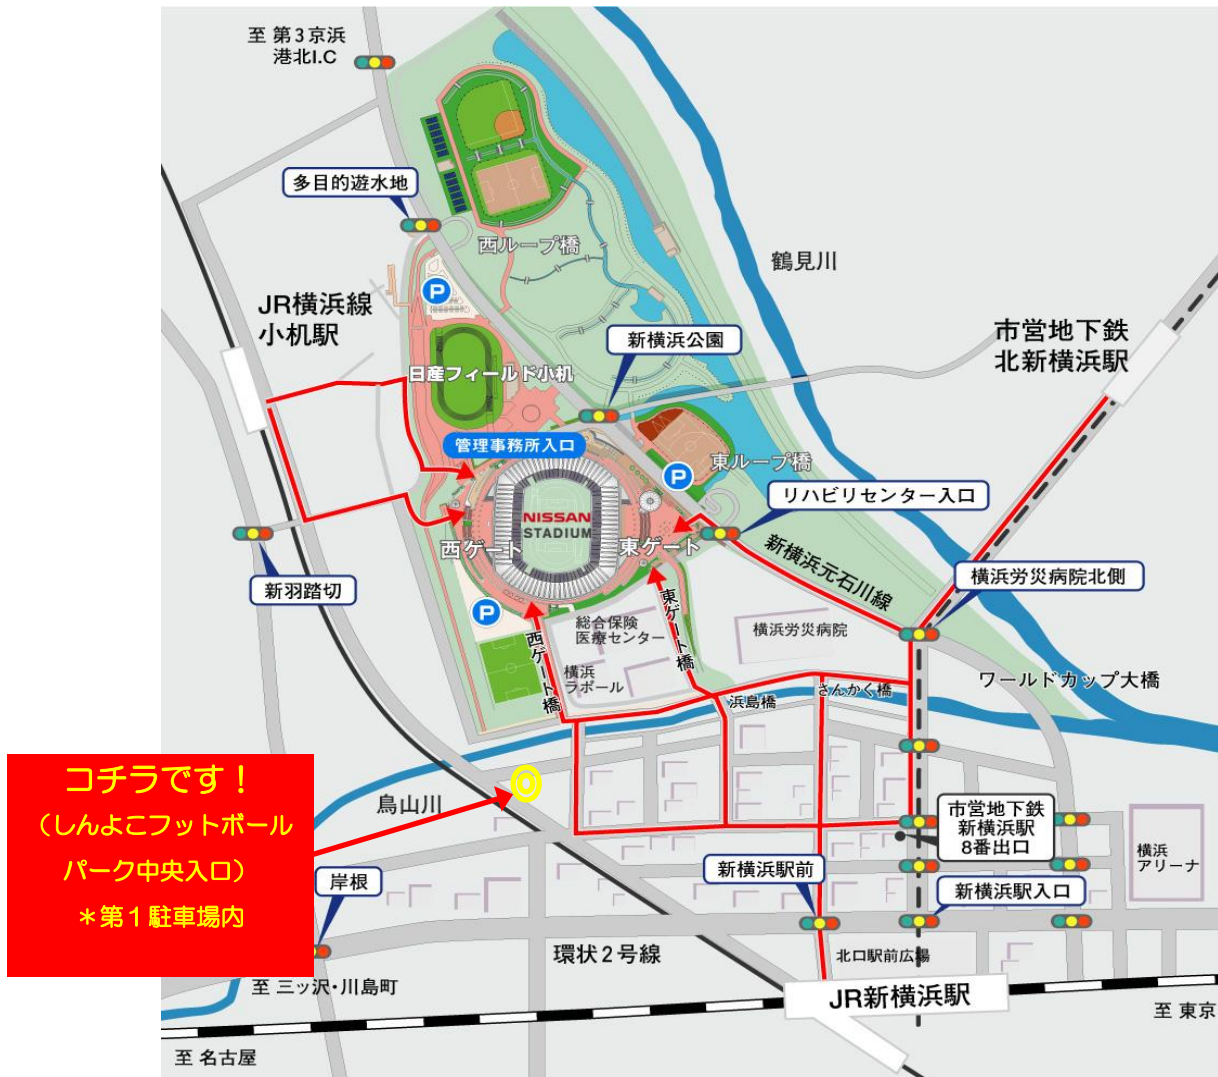 至 第3京浜
港北I.C
多目的遊水地
西ループ橋
鶴見川
JR横浜線
小机駅
P
新横浜公園
市営地下鉄
北新横浜駅
日産フィールド小机
管理事務所入口
東ループ橋
P
リハビリセンター入口
NISSAN
STADIUM
西ゲート
東ゲート
新横浜元石川線
新羽踏切
横浜労災病院北側
P
西ゲート橋
総合保険
医療センター
東ゲート橋
横浜労災病院
横浜
ラポール
ワールドカップ大橋
さんかく橋
浜島橋
コチラです！
（しんよこフットボール
パーク中央入口）
＊第１駐車場内
鳥山川
市営地下鉄
新横浜駅
8番出口
横浜
アリーナ
岸根
新横浜駅前
新横浜駅入口
環状2号線
北口駅前広場
至 三ッ沢・川島町
JR新横浜駅
至 東京
至 名古屋